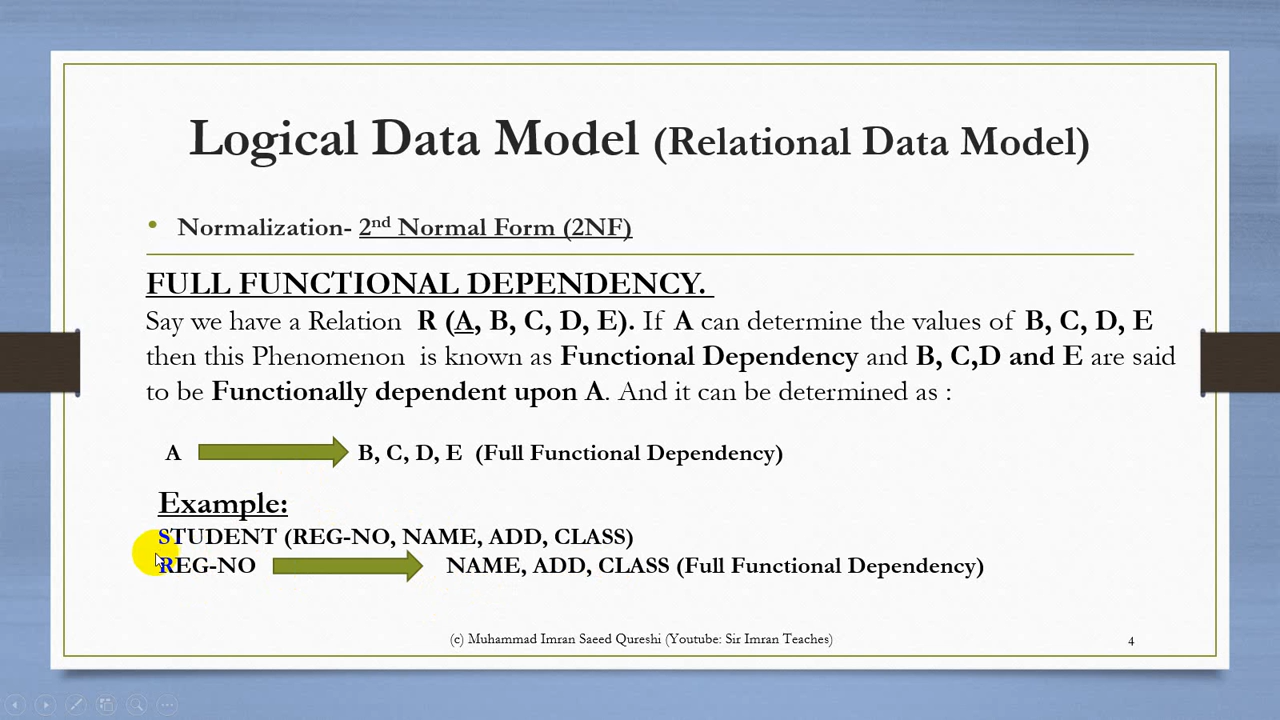 Logical Data Model (Relational Data Model)
• Normalization- 2nd Normal Form (2NF)
FULL FUNCTIONAL DEPENDENCY.
Say we have a Relation R (A, B, C, D, E). If A can determine the values of B, C, D, E
then this Phenomenon is known as Functional Dependency and B, C,D and E are said
to be Functionally dependent upon A. And it can be determined as :
A B, C, D, E (Full Functional Dependency)
Example:
STUDENT (REG-NO, NAME, ADD, CLASS)
REG-NO NAME, ADD, CLASS (Full Functional Dependency)
(c) Muhammad Imran Saeed Qureshi (Youtube: Sir Imran Teaches) 4